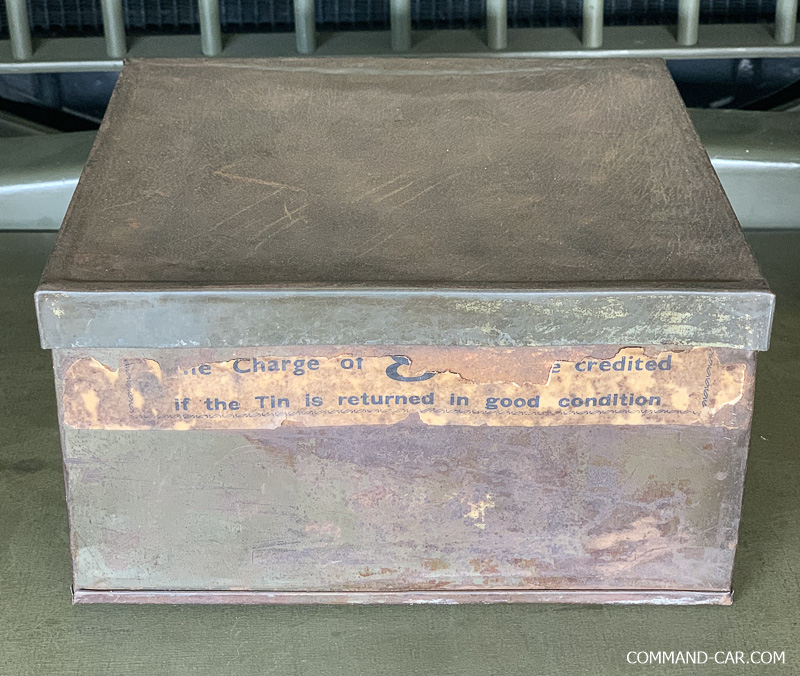 Charge of credited
if the Tin is returned in good condition
COMMAND-CAR.COM